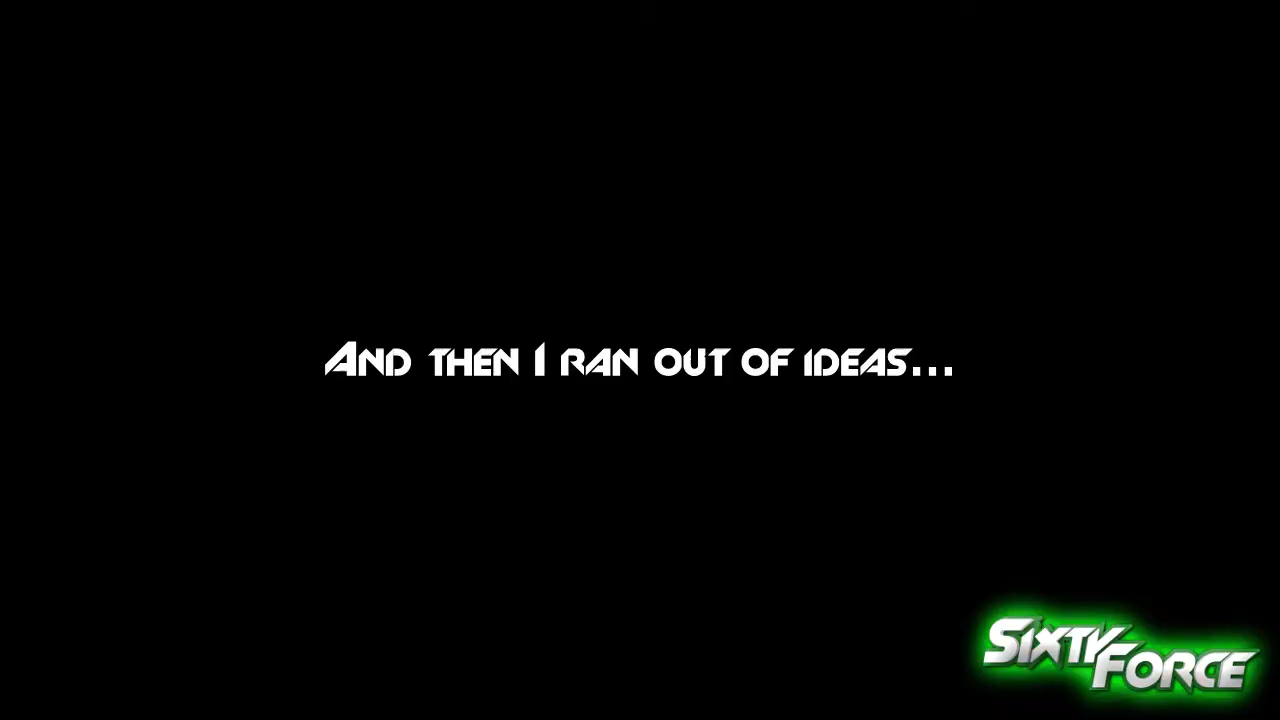 And then I ran out of ideas...
SixtyForce